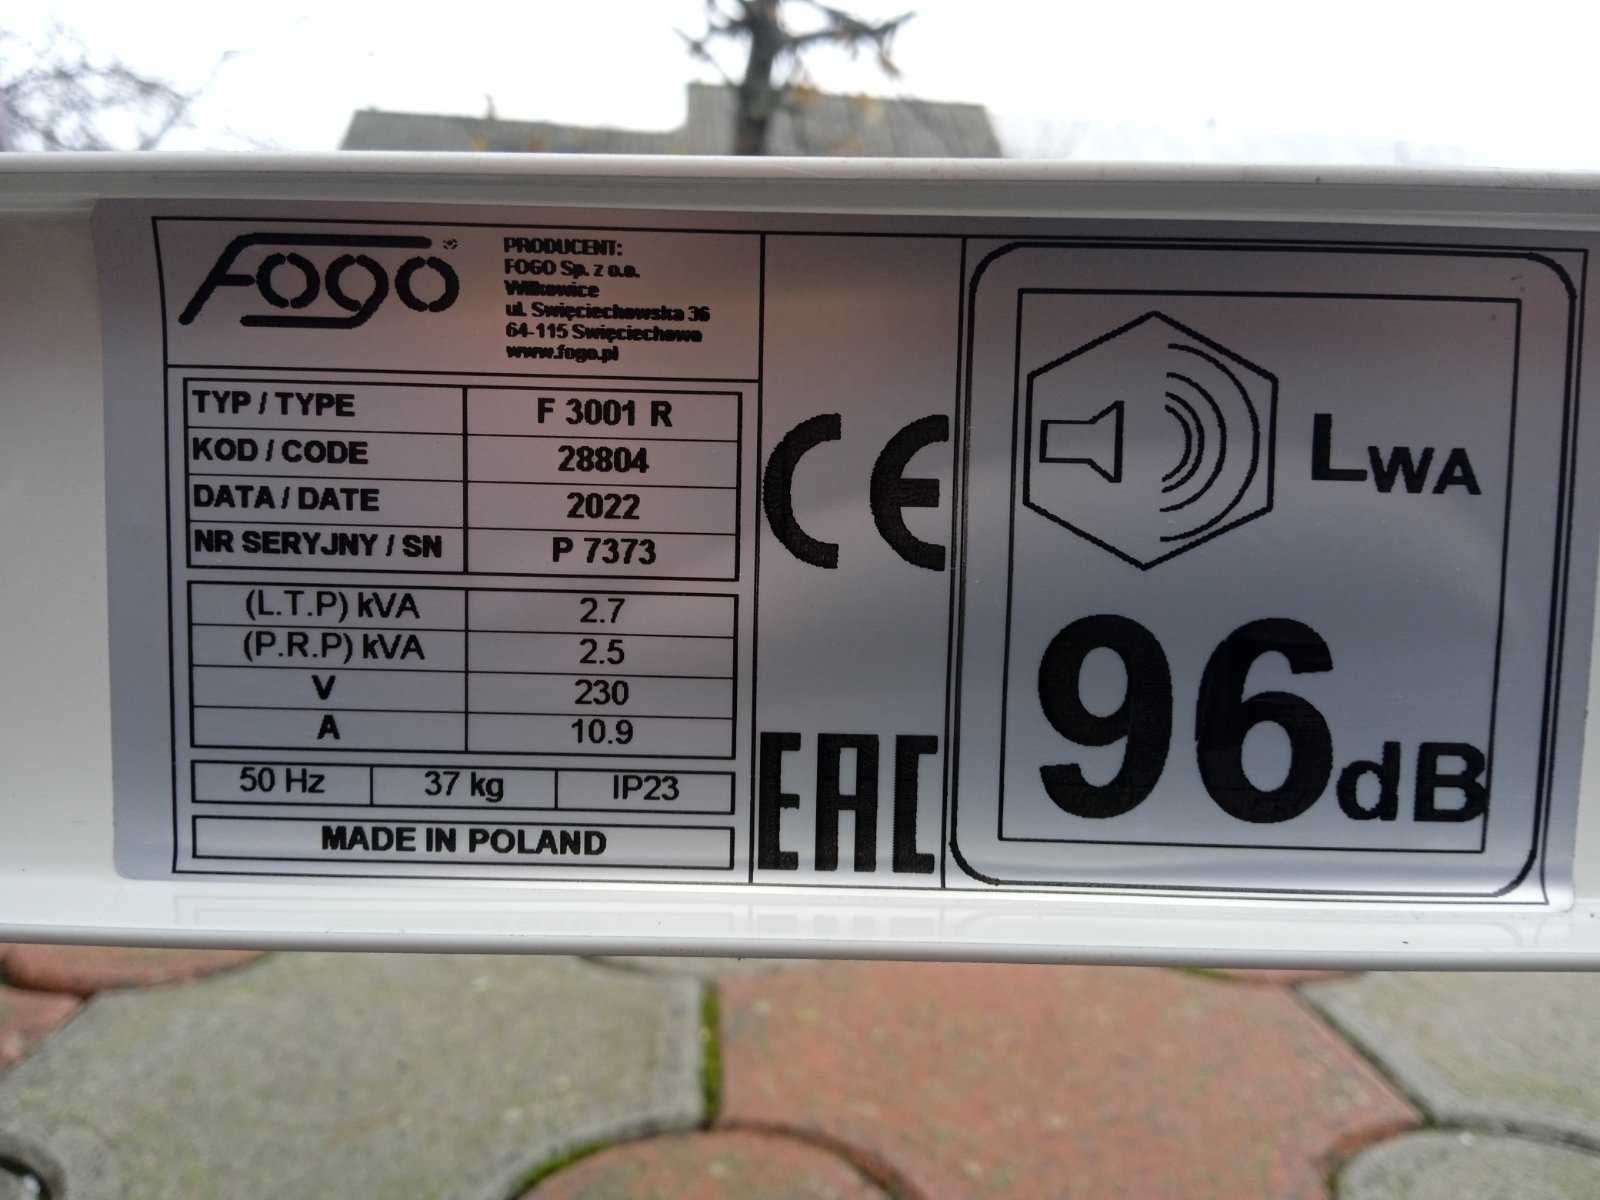 FOGO
PRODUCENT:
FOGO Sp. z o.o.
Wilkowice
ul. Święciechowska 36
64-115 Święciechowa
www.fogo.pl
TYP / TYPE F 3001 R
KOD / CODE 28804
DATA / DATE 2022
NR SERYJNY / SN P 7373
(L.T.P) kVA 2.7
(P.R.P) kVA 2.5
V 230
A 10.9
50 Hz 37 kg IP23
MADE IN POLAND
CE
EAC
LWA
96dB